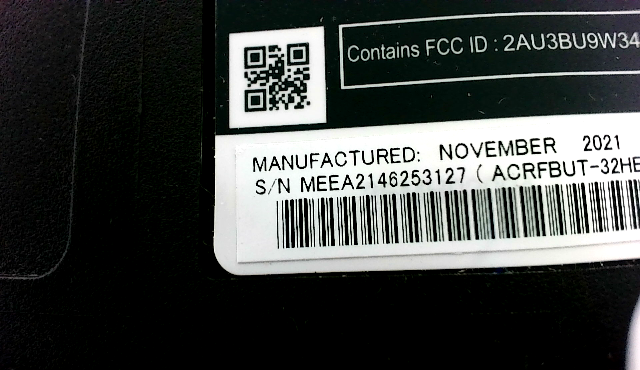 Contains FCC ID : 2AU3BU9W34
MANUFACTURED: NOVEMBER 2021
S/N MEEA2146253127 ( ACRFBUT-32HE